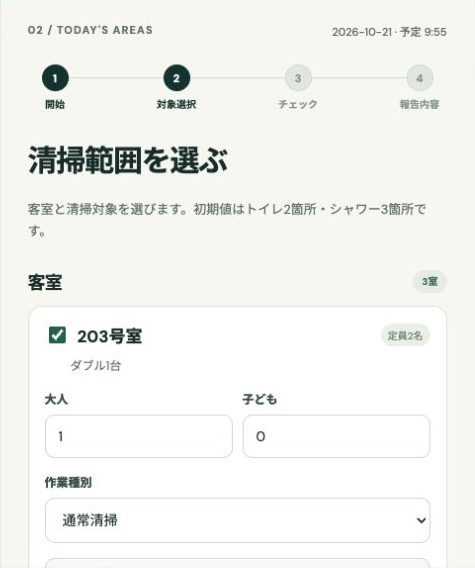 02 / TODAY'S AREAS
2026-10-21 · 予定 9:55
1 2 3 4
開始 対象選択 チェック 報告内容
清掃範囲を選ぶ
客室と清掃対象を選びます。初期値はトイレ2箇所・シャワー3箇所で
す。
客室 3室
203号室 定員2名
ダブル1台
大人 子ども
1 0
作業種別
通常清掃